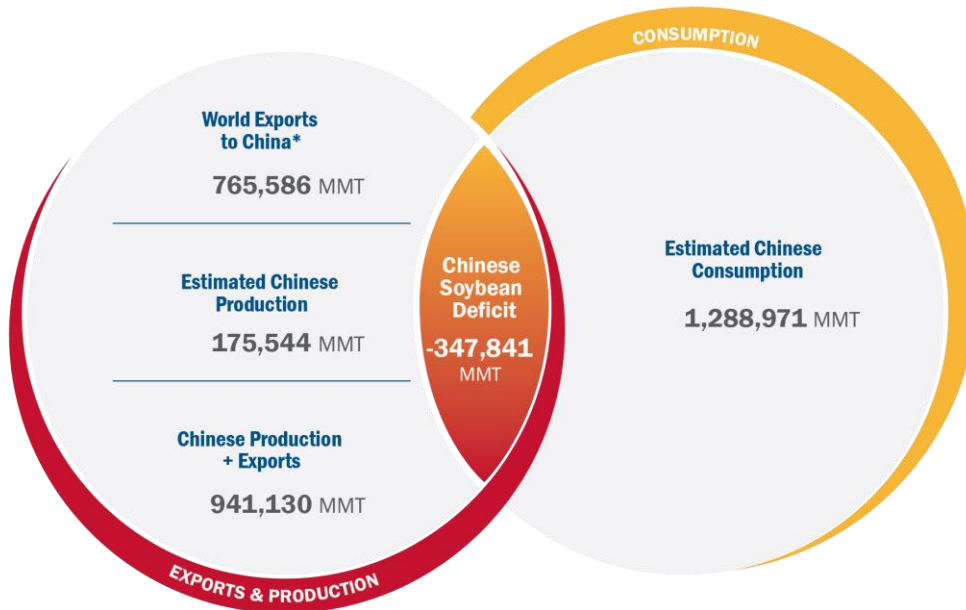 CONSUMPTION
World Exports
to China*
765,586 MMT
Estimated Chinese
Production
175,544 MMT
Chinese Production
+ Exports
941,130 MMT
Chinese
Soybean
Deficit
-347,841
MMT
Estimated Chinese
Consumption
1,288,971 MMT
EXPORTS & PRODUCTION